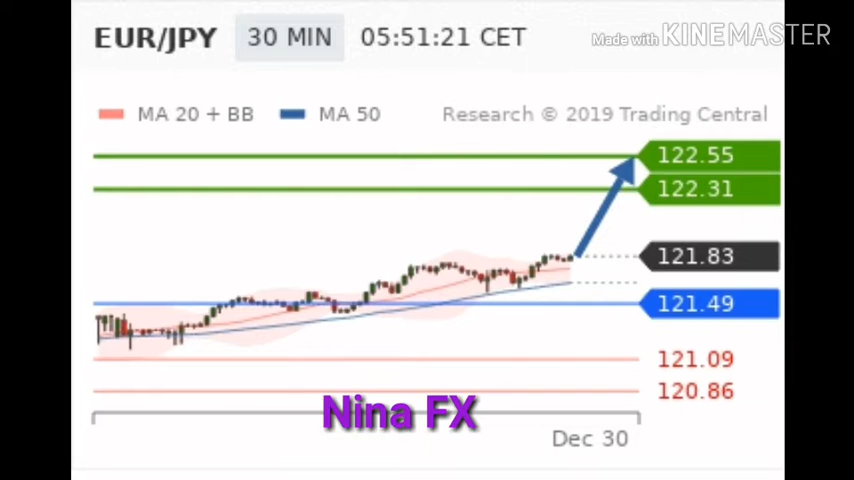 EUR/JPY 30 MIN 05:51:21 CET
Made with KINEMASTER
MA 20 + BB MA 50 Research © 2019 Trading Central
122.55
122.31
121.83
121.49
121.09
120.86
Nina FX
Dec 30